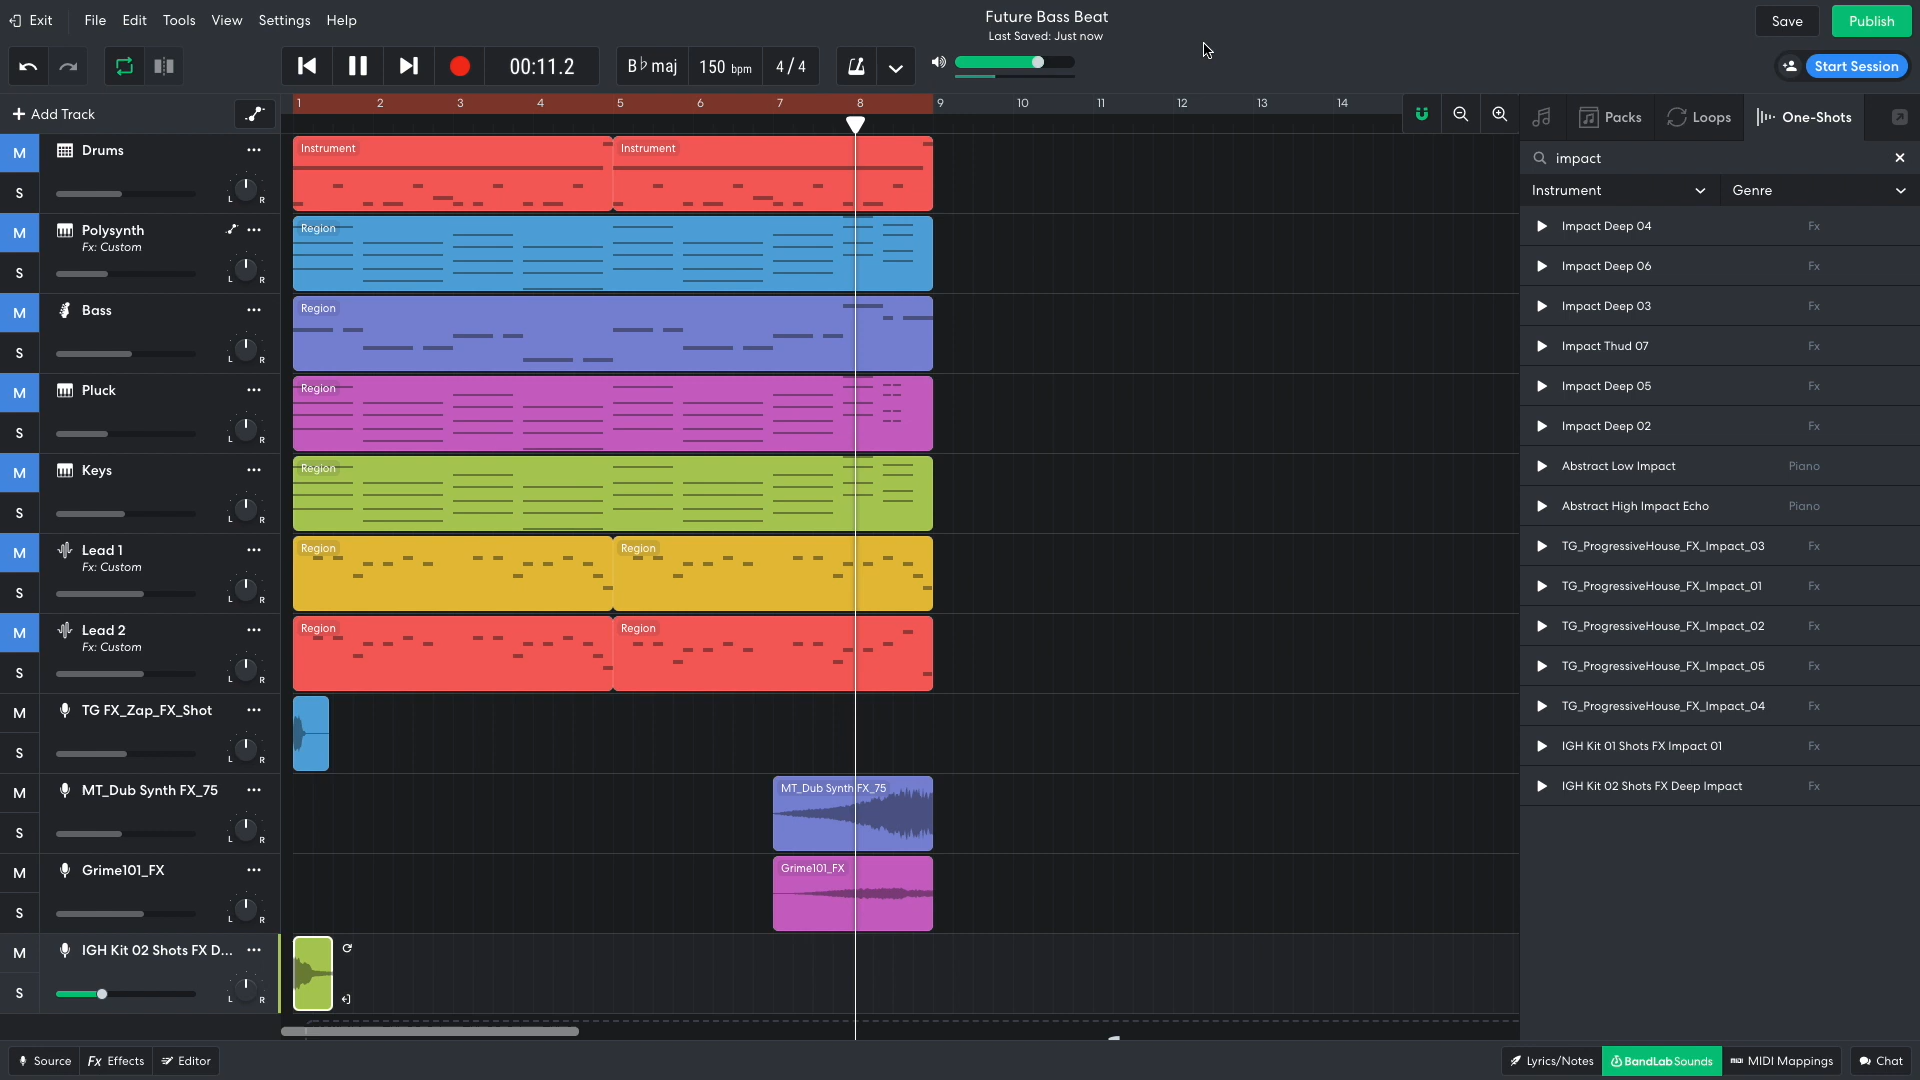 Exit File Edit Tools View Settings Help
Future Bass Beat
Last Saved: Just now
Save Publish
00:11.2 B♭ maj 150 bpm 4 / 4
Start Session
Add Track
1 2 3 4 5 6 7 8 9 10 11 12 13 14
Packs Loops One-Shots
impact
Instrument Genre
M Drums
S L R
Instrument Instrument
M Polysynth
Fx: Custom
S L R
Region
M Bass
S L R
Region
M Pluck
S L R
Region
M Keys
S L R
Region
M Lead 1
Fx: Custom
S L R
Region Region
M Lead 2
Fx: Custom
S L R
Region Region
M TG FX_Zap_FX_Shot
S L R
M MT_Dub Synth FX_75
S L R
MT_Dub Synth FX_75
M Grime101_FX
S L R
Grime101_FX
M IGH Kit 02 Shots FX D...
S L R
Impact Deep 04 Fx
Impact Deep 06 Fx
Impact Deep 03 Fx
Impact Thud 07 Fx
Impact Deep 05 Fx
Impact Deep 02 Fx
Abstract Low Impact Piano
Abstract High Impact Echo Piano
TG_ProgressiveHouse_FX_Impact_03 Fx
TG_ProgressiveHouse_FX_Impact_01 Fx
TG_ProgressiveHouse_FX_Impact_02 Fx
TG_ProgressiveHouse_FX_Impact_05 Fx
TG_ProgressiveHouse_FX_Impact_04 Fx
IGH Kit 01 Shots FX Impact 01 Fx
IGH Kit 02 Shots FX Deep Impact Fx
Source Fx Effects Editor
Lyrics/Notes BandLab Sounds MIDI Mappings Chat